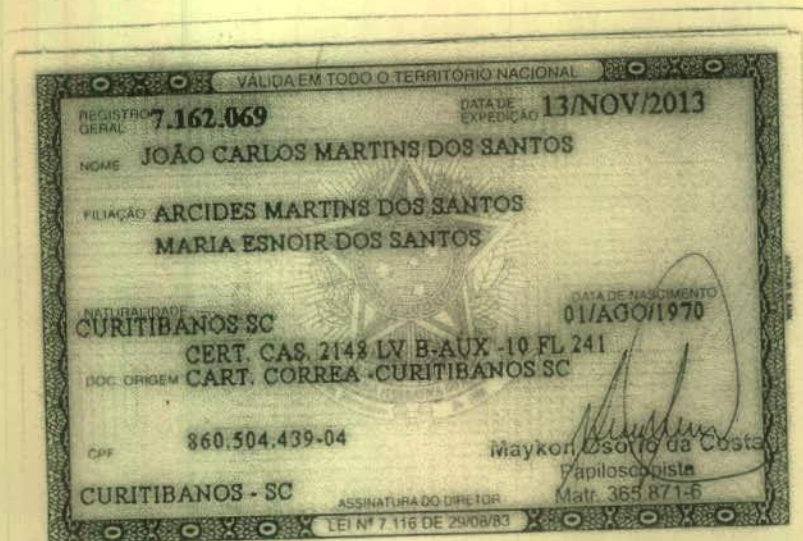 VÁLIDA EM TODO O TERRITÓRIO NACIONAL
REGISTRO GERAL 7.162.069 DATA DE EXPEDIÇÃO 13/NOV/2013
NOME JOÃO CARLOS MARTINS DOS SANTOS
FILIAÇÃO ARCIDES MARTINS DOS SANTOS
MARIA ESNOIR DOS SANTOS
NATURALIDADE DATA DE NASCIMENTO
CURITIBANOS SC 01/AGO/1970
CERT. CAS. 2148 LV B-AUX -10 FL 241
DOC. ORIGEM CART. CORREA -CURITIBANOS SC
CPF 860.504.439-04
Maykon Osório da Costa
Papiloscopista
CURITIBANOS - SC ASSINATURA DO DIRETOR Matr. 365.871-6
LEI Nº 7.116 DE 29/08/83